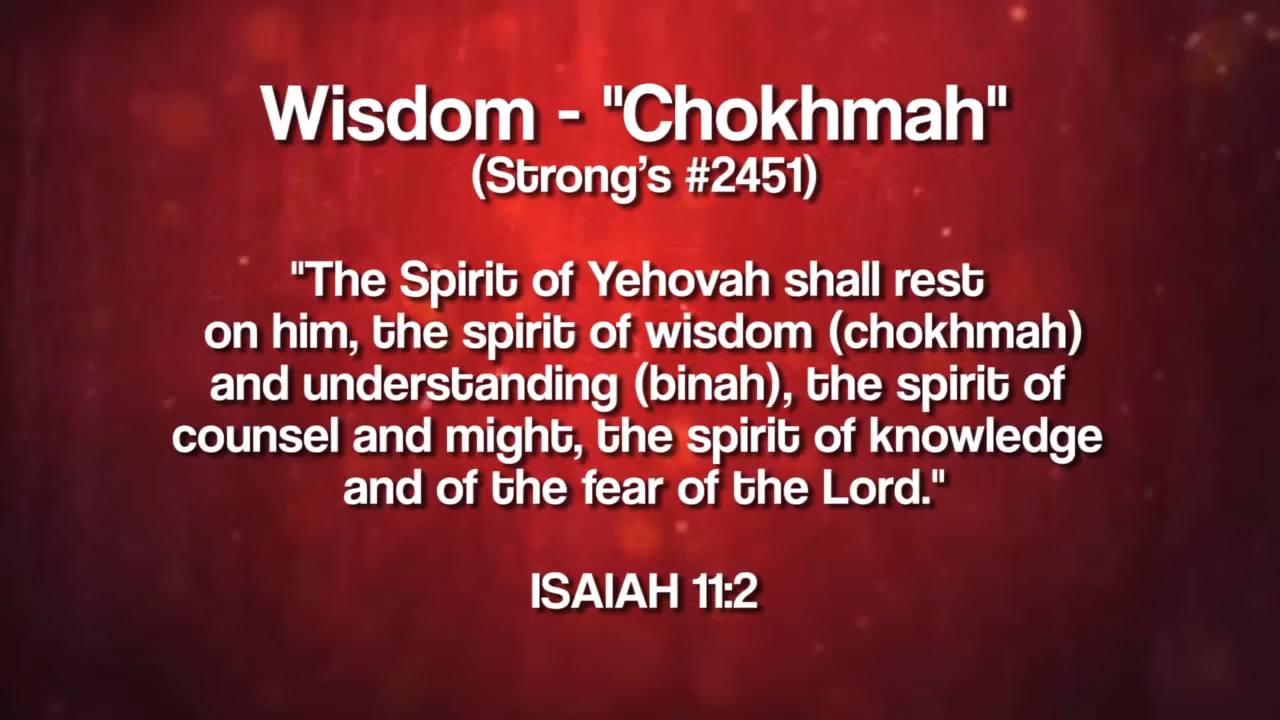 Wisdom - "Chokhmah"
(Strong’s #2451)
"The Spirit of Yehovah shall rest
on him, the spirit of wisdom (chokhmah)
and understanding (binah), the spirit of
counsel and might, the spirit of knowledge
and of the fear of the Lord."
ISAIAH 11:2